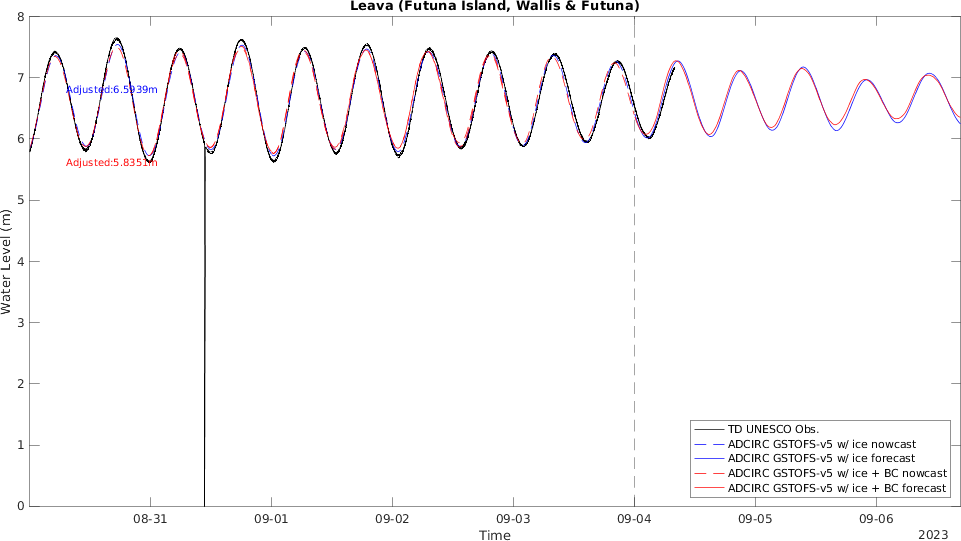 Leava (Futuna Island, Wallis & Futuna)
8
7
6
5
4
3
2
1
0
Water Level (m)
Adjusted:6.5939m
Adjusted:5.8351m
TD UNESCO Obs.
ADCIRC GSTOFS-v5 w/ ice nowcast
ADCIRC GSTOFS-v5 w/ ice forecast
ADCIRC GSTOFS-v5 w/ ice + BC nowcast
ADCIRC GSTOFS-v5 w/ ice + BC forecast
08-31 09-01 09-02 09-03 09-04 09-05 09-06
Time
2023